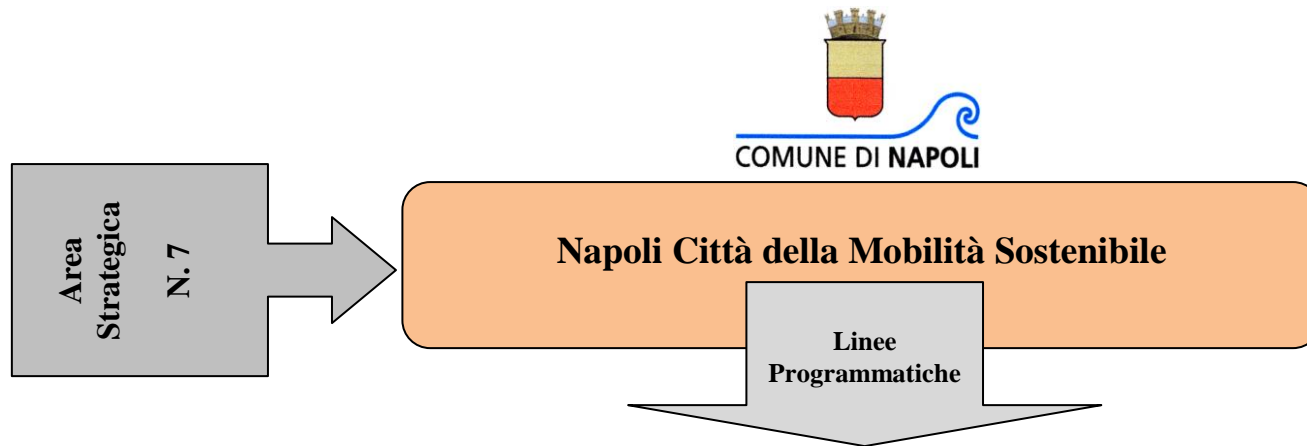 COMUNE DI NAPOLI
Area
Strategica
N. 7
Napoli Città della Mobilità Sostenibile
Linee
Programmatiche